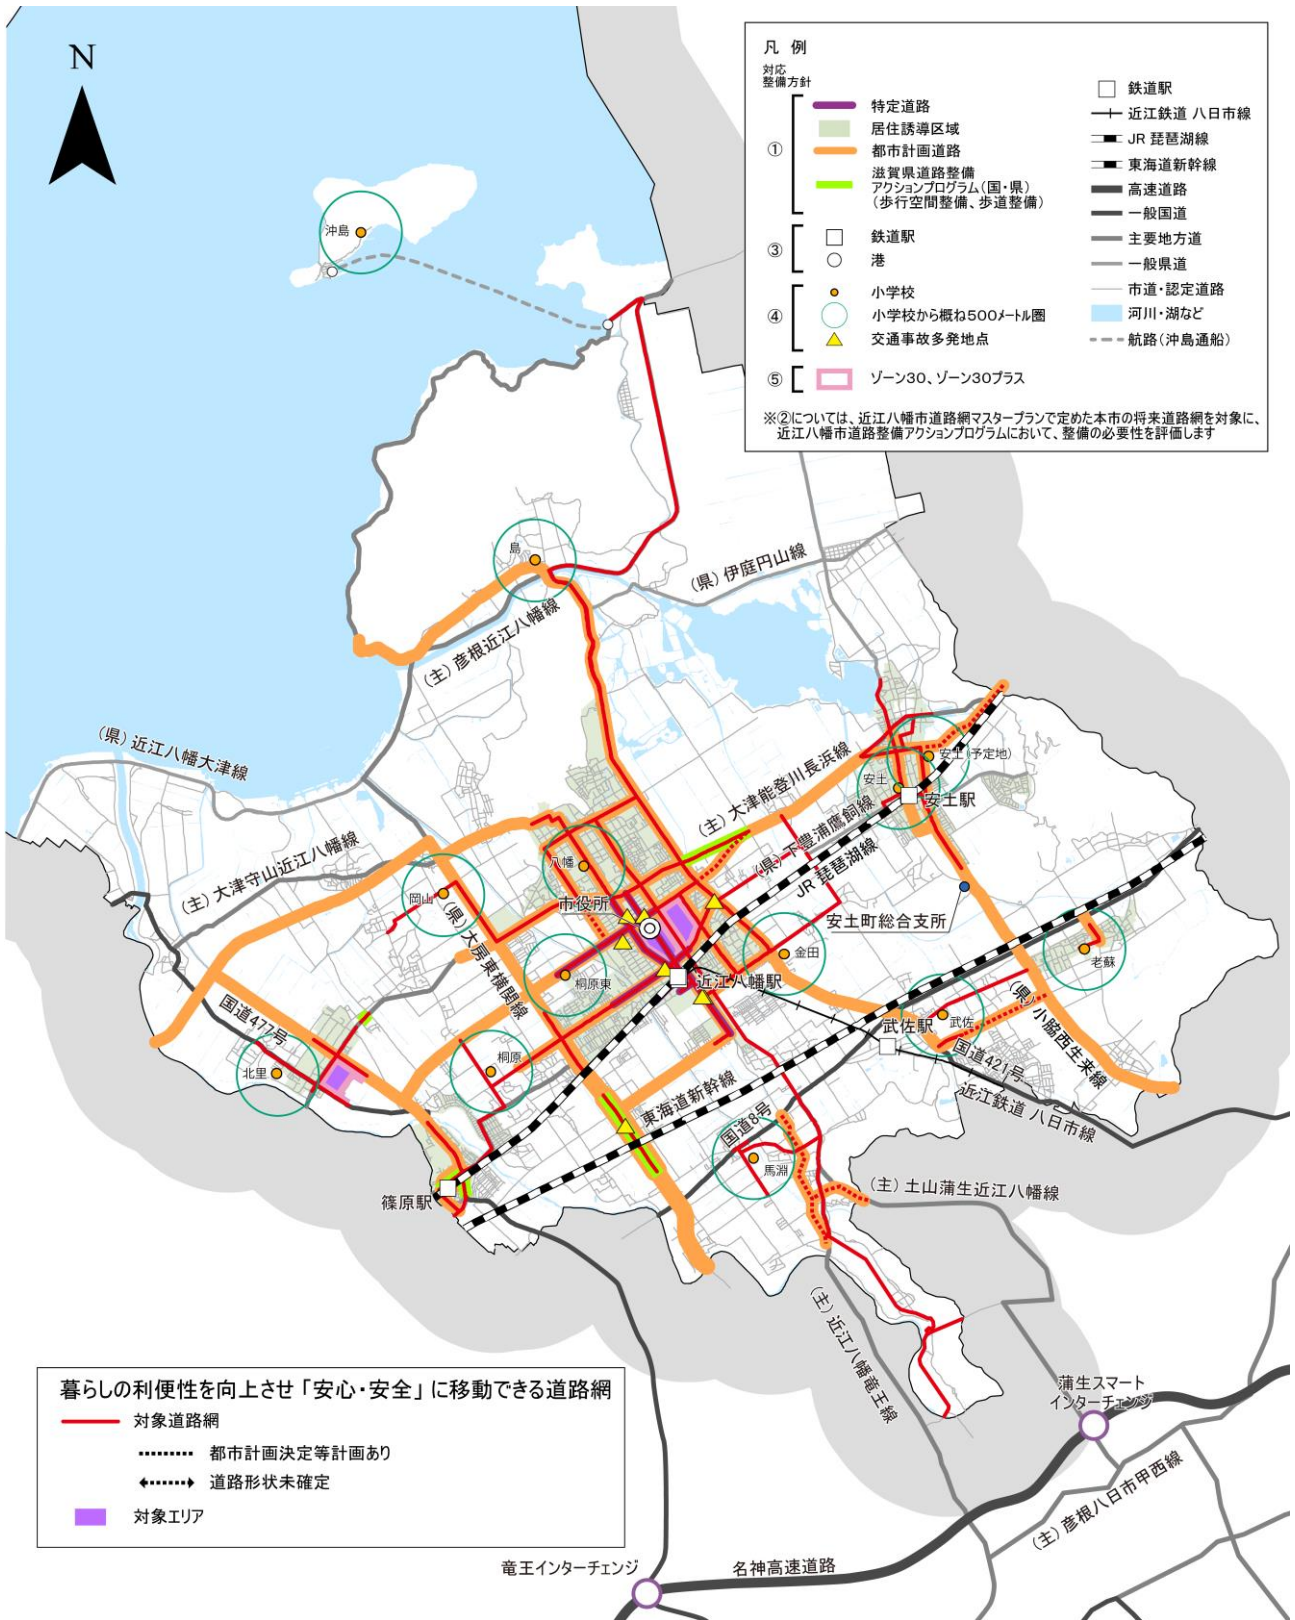 N
凡 例
対応
整備方針
①
特定道路
居住誘導区域
都市計画道路
滋賀県道路整備
アクションプログラム（国・県）
（歩行空間整備、歩道整備）
③
鉄道駅
港
④
小学校
小学校から概ね500メートル圏
交通事故多発地点
⑤
ゾーン30、ゾーン30プラス
鉄道駅
近江鉄道 八日市線
JR 琵琶湖線
東海道新幹線
高速道路
一般国道
主要地方道
一般県道
市道・認定道路
河川・湖など
航路（沖島通船）
※②については、近江八幡市道路網マスタープランで定めた本市の将来道路網を対象に、
近江八幡市道路整備アクションプログラムにおいて、整備の必要性を評価します
沖島
島
（県）伊庭円山線
（主）彦根近江八幡線
（県）近江八幡大津線
（主）大津守山近江八幡線
（主）大津能登川長浜線
（県）下豊浦鷹飼線
JR 琵琶湖線
安土（予定地）
安土
安土駅
八幡
岡山
市役所
（県）大房東横関線
安土町総合支所
金田
老蘇
桐原東
近江八幡駅
武佐駅
武佐
（県）小脇西生来線
国道477号
北里
桐原
国道421号
近江鉄道 八日市線
東海道新幹線
国道8号
馬淵
篠原駅
（主）土山蒲生近江八幡線
（主）近江八幡竜王線
蒲生スマート
インターチェンジ
（主）彦根八日市甲西線
竜王インターチェンジ
名神高速道路
暮らしの利便性を向上させ「安心・安全」に移動できる道路網
対象道路網
都市計画決定等計画あり
道路形状未確定
対象エリア